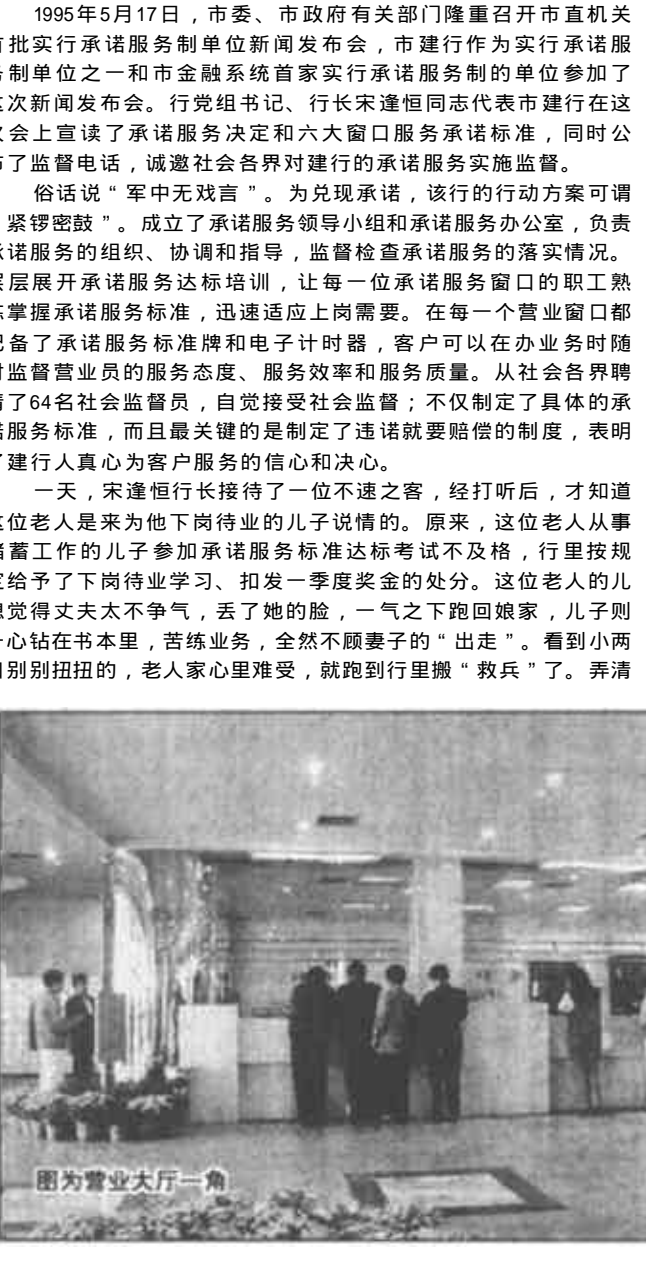 1995年5月17日，市委、市政府有关部门隆重召开市直机关
首批实行承诺服务制单位新闻发布会，市建行作为实行承诺服
务制单位之一和市金融系统首家实行承诺服务制的单位参加了
这次新闻发布会。行党组书记、行长宋逢恒同志代表市建行在这
次会上宣读了承诺服务决定和六大窗口服务承诺标准，同时公
布了监督电话，诚邀社会各界对建行的承诺服务实施监督。
俗话说“军中无戏言”。为兑现承诺，该行的行动方案可谓
紧锣密鼓”。成立了承诺服务领导小组和承诺服务办公室，负责
承诺服务的组织、协调和指导，监督检查承诺服务的落实情况。
层层展开承诺服务达标培训，让每一位承诺服务窗口的职工熟
练掌握承诺服务标准，迅速适应上岗需要。在每一个营业窗口都
配备了承诺服务标准牌和电子计时器，客户可以在办业务时随
时监督营业员的服务态度、服务效率和服务质量。从社会各界聘
请了64名社会监督员，自觉接受社会监督；不仅制定了具体的承
诺服务标准，而且最关键的是制定了违诺就要赔偿的制度，表明
了建行人真心为客户服务的信心和决心。
一天，宋逢恒行长接待了一位不速之客，经打听后，才知道
这位老人是来为他下岗待业的儿子说情的。原来，这位老人从事
储蓄工作的儿子参加承诺服务标准达标考试不及格，行里按规
定给予了下岗待业学习、扣发一季度奖金的处分。这位老人的儿
媳觉得丈夫太不争气，丢了她的脸，一气之下跑回娘家，儿子则
一心钻在书本里，苦练业务，全然不顾妻子的“出走”。看到小两
口别别扭扭的，老人家心里难受，就跑到行里搬“救兵”了。弄清
图为营业大厅一角